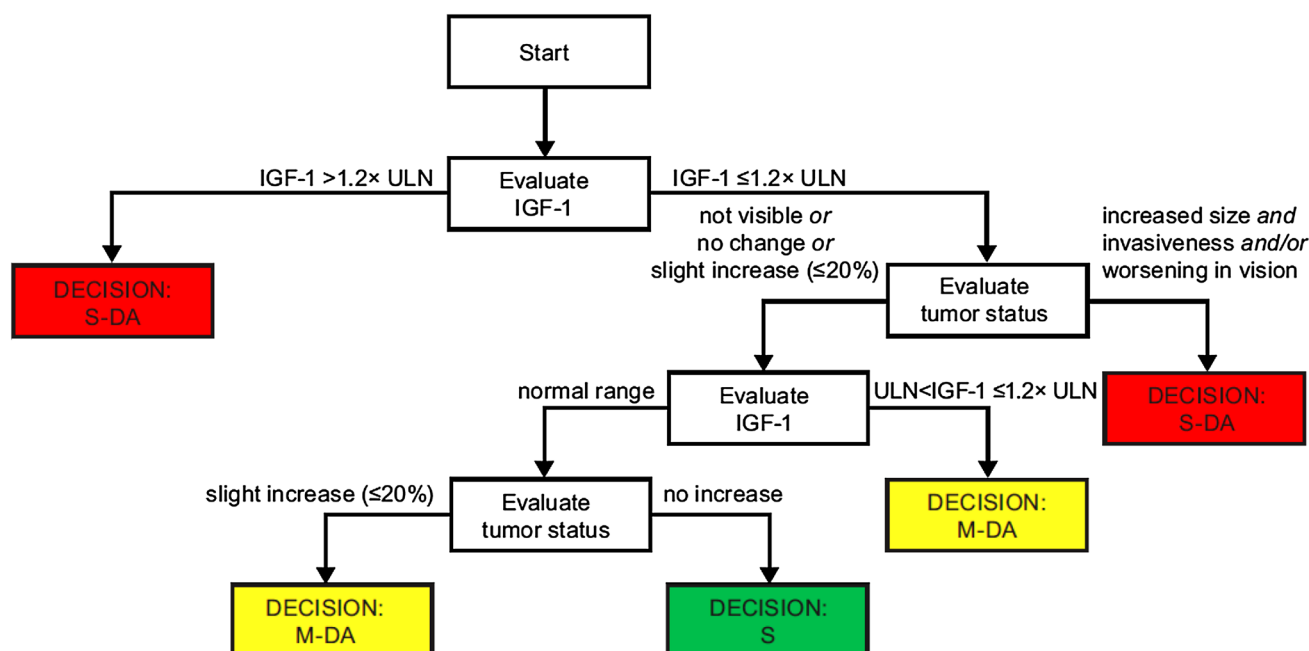 Start
IGF-1 >1.2× ULN
Evaluate
IGF-1
IGF-1 ≤1.2× ULN
DECISION:
S-DA
not visible or
no change or
slight increase (≤20%)
Evaluate
tumor status
increased size and
invasiveness and/or
worsening in vision
normal range
Evaluate
IGF-1
ULN<IGF-1 ≤1.2× ULN
DECISION:
S-DA
slight increase (≤20%)
Evaluate
tumor status
no increase
DECISION:
M-DA
DECISION:
M-DA
DECISION:
S